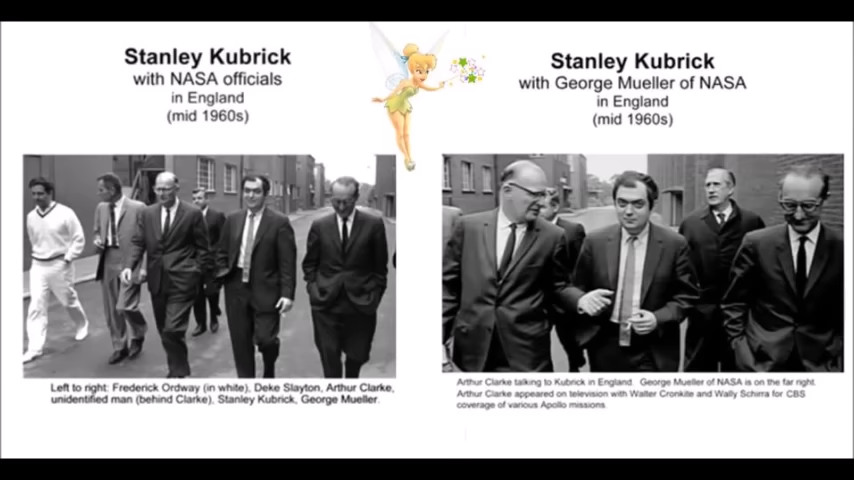 Stanley Kubrick
with NASA officials
in England
(mid 1960s)
Left to right: Frederick Ordway (in white), Deke Slayton, Arthur Clarke,
unidentified man (behind Clarke), Stanley Kubrick, George Mueller.
Stanley Kubrick
with George Mueller of NASA
in England
(mid 1960s)
Arthur Clarke talking to Kubrick in England. George Mueller of NASA is on the far right.
Arthur Clarke appeared on television with Walter Cronkite and Wally Schirra for CBS
coverage of various Apollo missions.